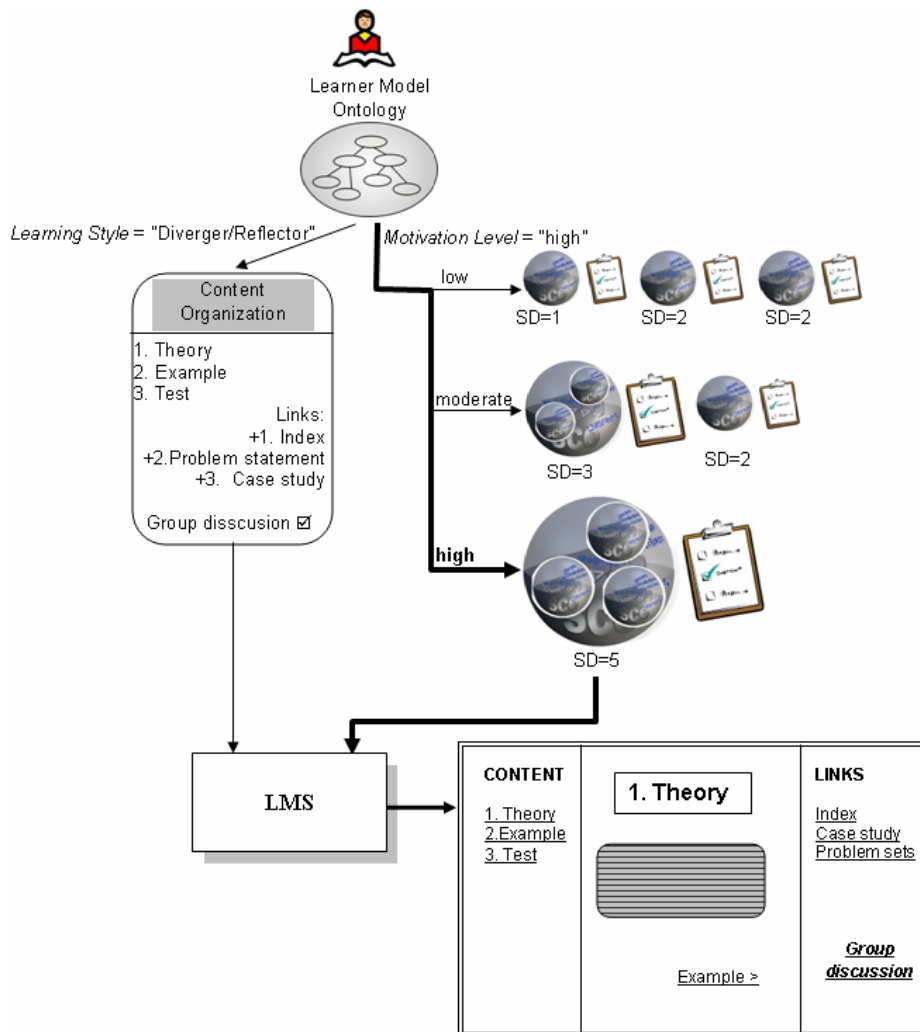 Learner Model
Ontology
Learning Style = "Diverger/Reflector"
Motivation Level = "high"
Content
Organization
1. Theory
2. Example
3. Test
Links:
+1. Index
+2.Problem statement
+3. Case study
Group disscusion ☑
low
SD=1
SD=2
SD=2
moderate
SD=3
SD=2
high
SD=5
LMS
CONTENT
1. Theory
2.Example
3. Test
1. Theory
Example >
LINKS
Index
Case study
Problem sets
Group
discussion